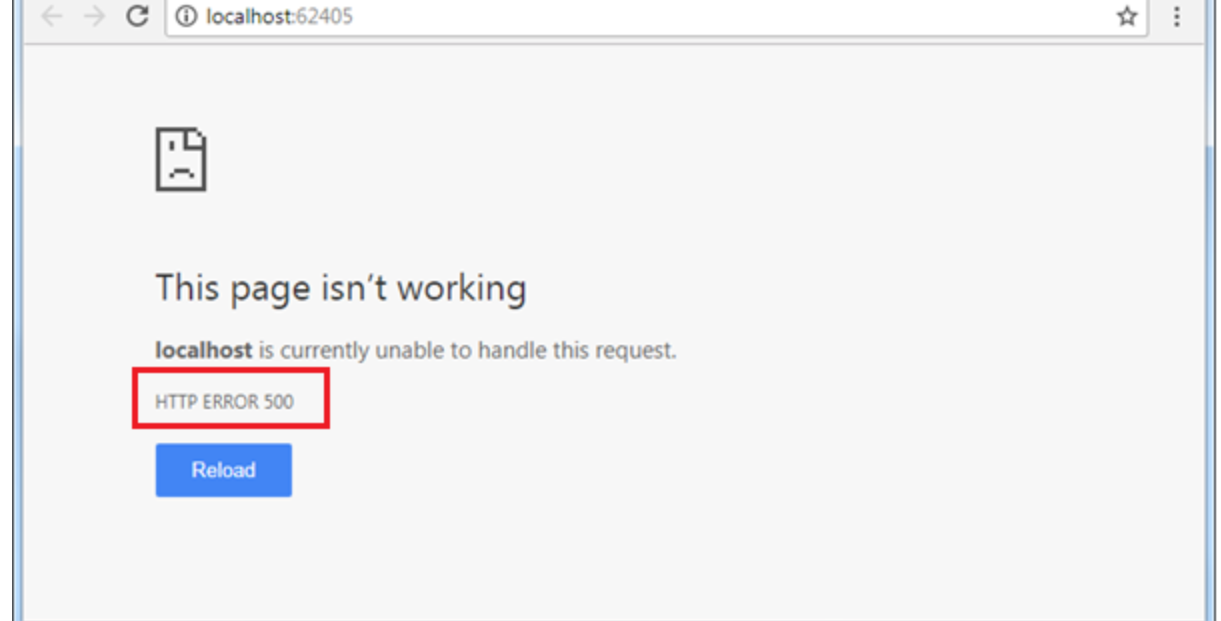 localhost:62405
This page isn’t working
localhost is currently unable to handle this request.
HTTP ERROR 500
Reload